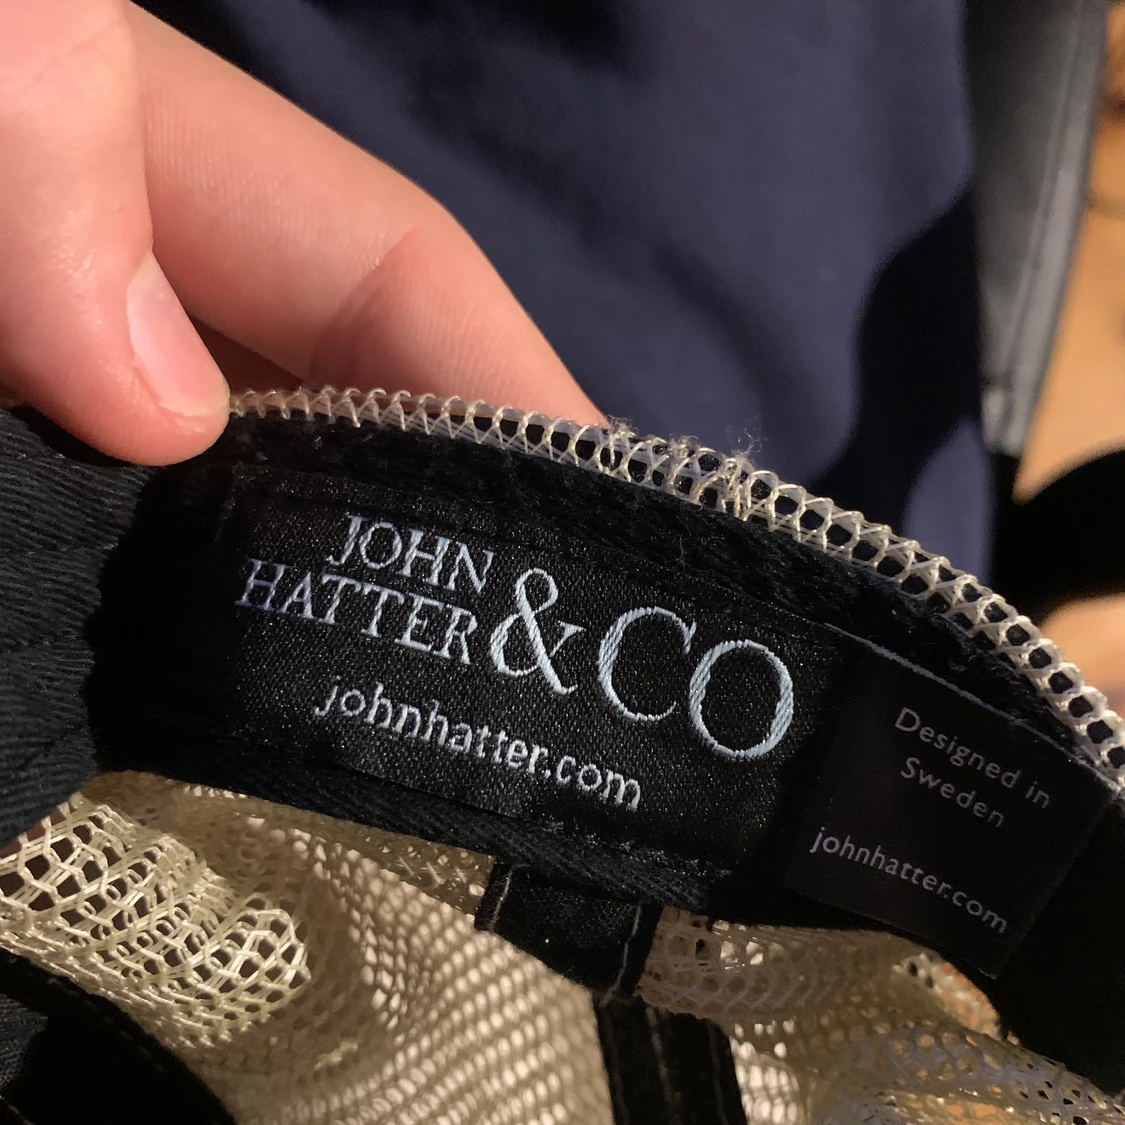 JOHN
HATTER & CO
johnhatter.com
Designed in
Sweden
johnhatter.com